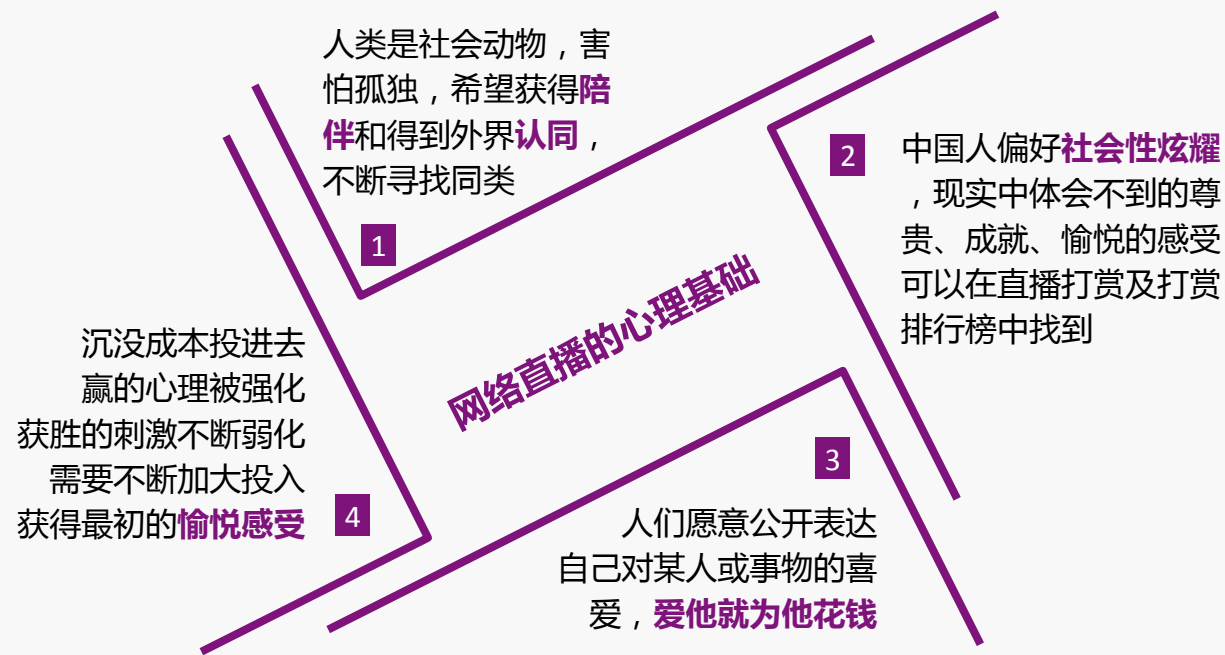 人类是社会动物，害
怕孤独，希望获得陪
伴和得到外界认同，
不断寻找同类
1
2
中国人偏好社会性炫耀
，现实中体会不到的尊
贵、成就、愉悦的感受
可以在直播打赏及打赏
排行榜中找到
网络直播的心理基础
3
人们愿意公开表达
自己对某人或事物的喜
爱，爱他就为他花钱
沉没成本投进去
赢的心理被强化
获胜的刺激不断弱化
需要不断加大投入
获得最初的愉悦感受
4